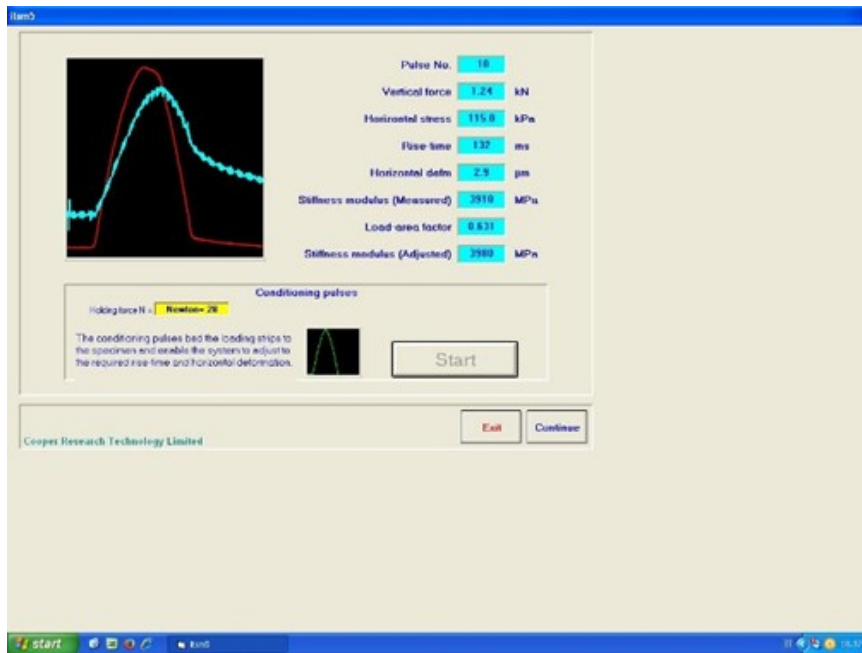 itsm5
Pulse No. 10
Vertical force 1.24 kN
Horizontal stress 115.0 kPa
Rise-time 132 ms
Horizontal defm 2.9 µm
Stiffness modulus (Measured) 3910 MPa
Load area factor 0.631
Stiffness modulus (Adjusted) 3980 MPa
Conditioning pulses
Holding force N = Newton= 28
The conditioning pulses bed the loading strips to
the specimen and enable the system to adjust to
the required rise-time and horizontal deformation.
Start
Exit Continue
Cooper Research Technology Limited
start itsm5